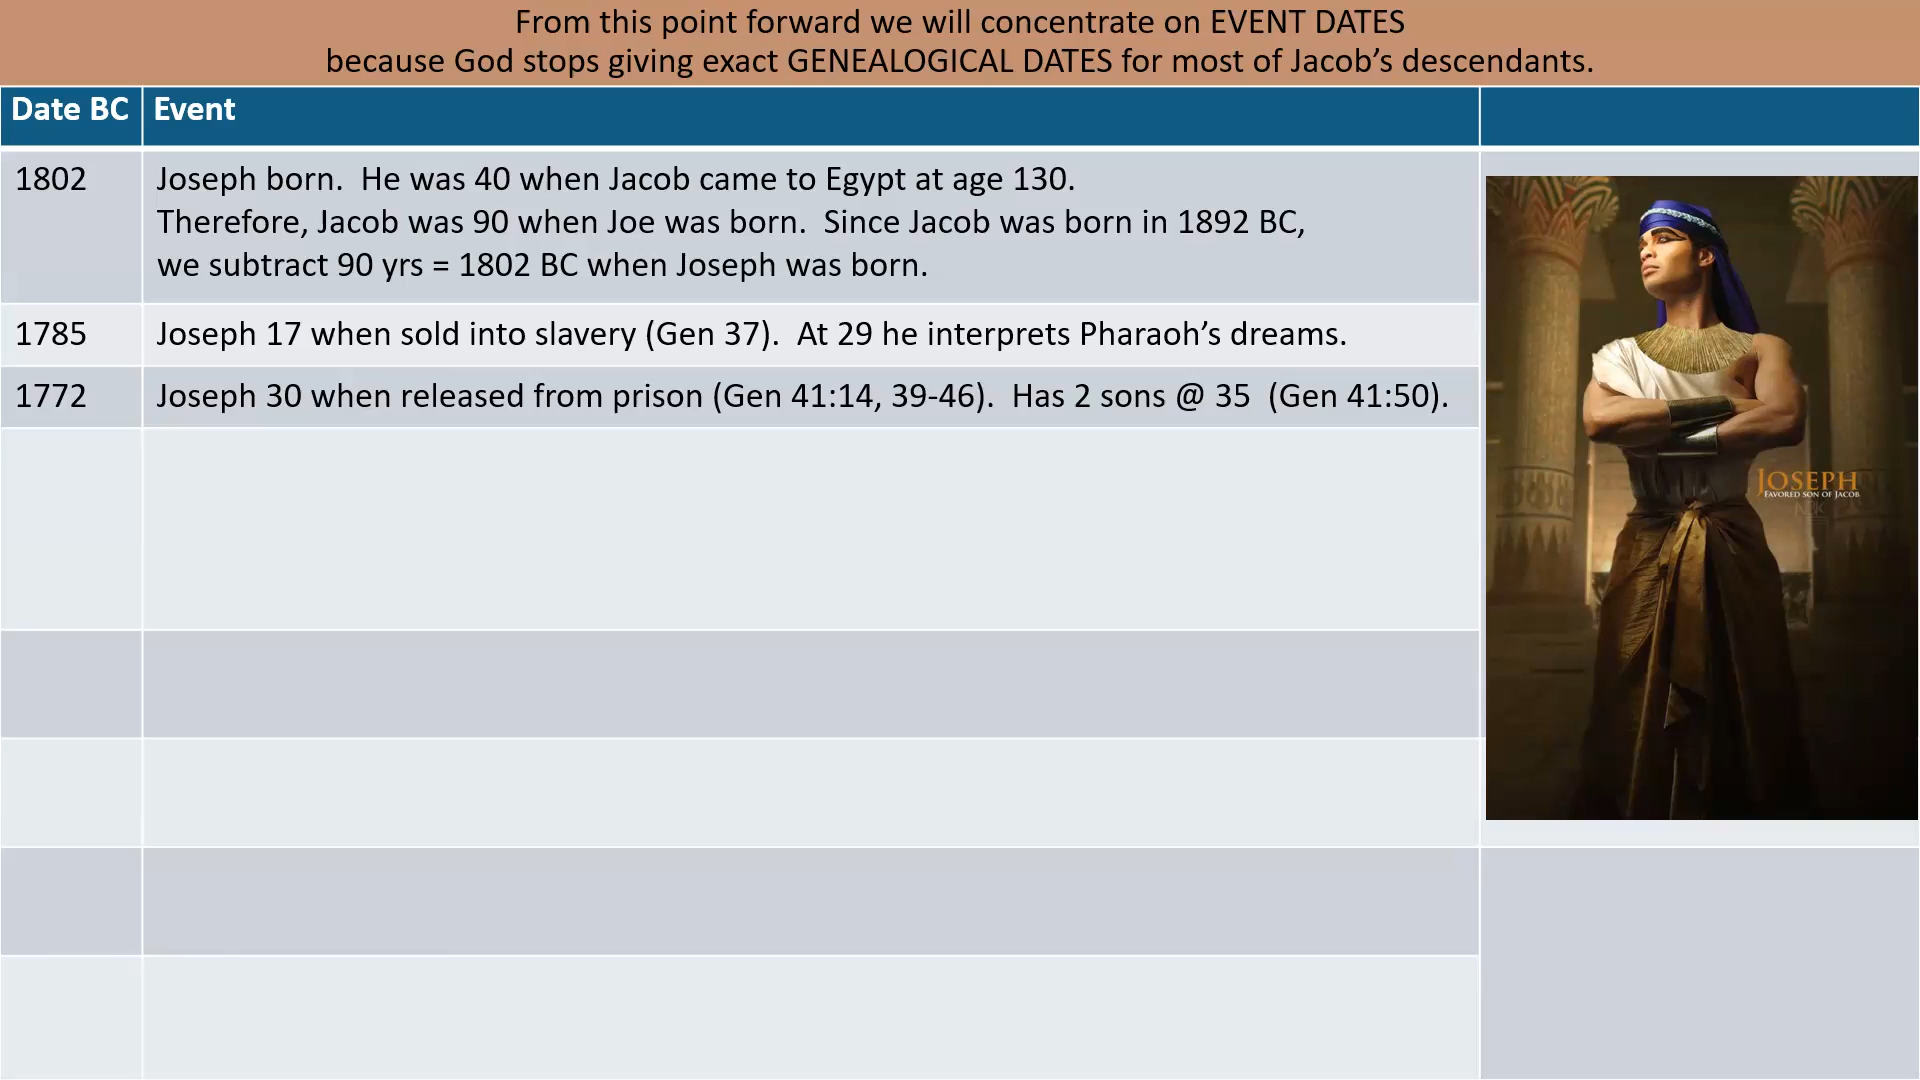 From this point forward we will concentrate on EVENT DATES
because God stops giving exact GENEALOGICAL DATES for most of Jacob’s descendants.
Date BC Event
1802 Joseph born.  He was 40 when Jacob came to Egypt at age 130.
Therefore, Jacob was 90 when Joe was born.  Since Jacob was born in 1892 BC,
we subtract 90 yrs = 1802 BC when Joseph was born.
1785 Joseph 17 when sold into slavery (Gen 37).  At 29 he interprets Pharaoh’s dreams.
1772 Joseph 30 when released from prison (Gen 41:14, 39-46).  Has 2 sons @ 35  (Gen 41:50).
JOSEPH
FAVORED SON OF JACOB